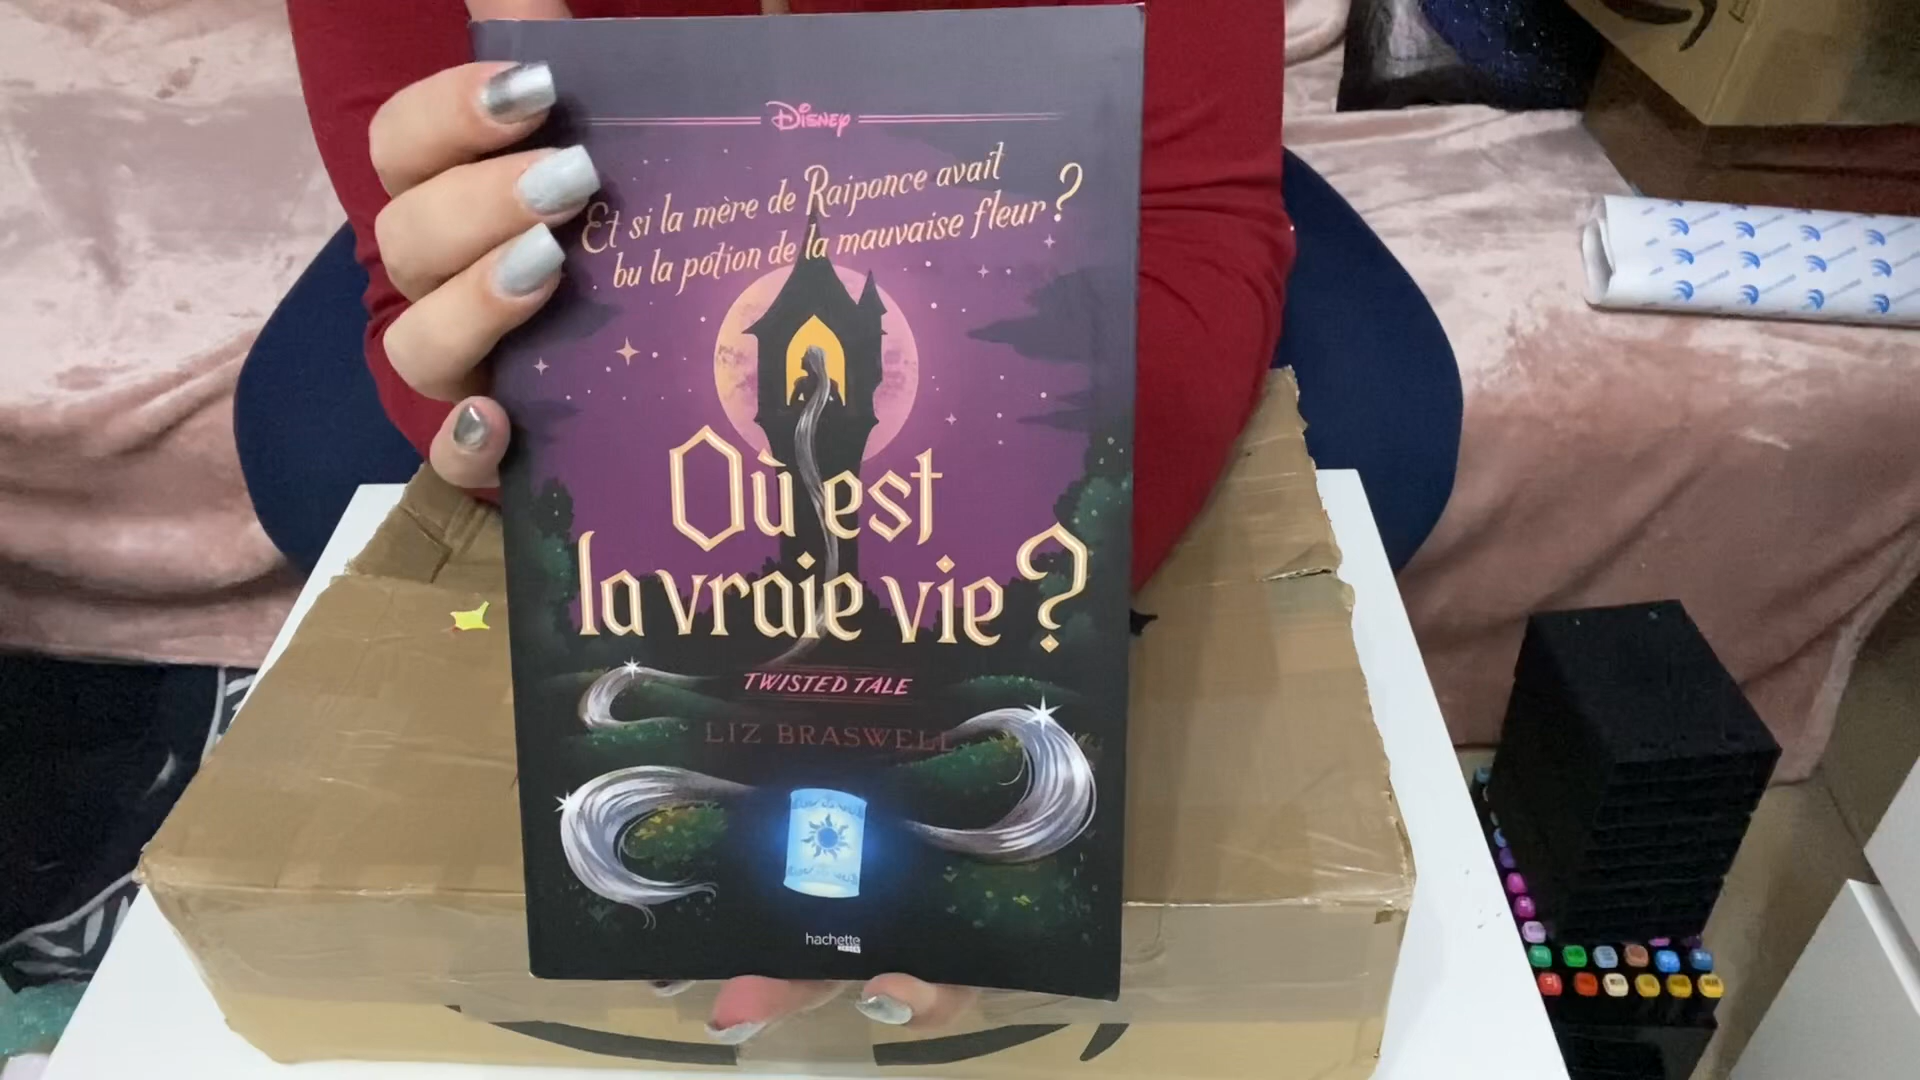 Disney
Et si la mère de Raiponce avait
bu la potion de la mauvaise fleur ?
Où est
la vraie vie ?
TWISTED TALE
LIZ BRASWELL
hachette